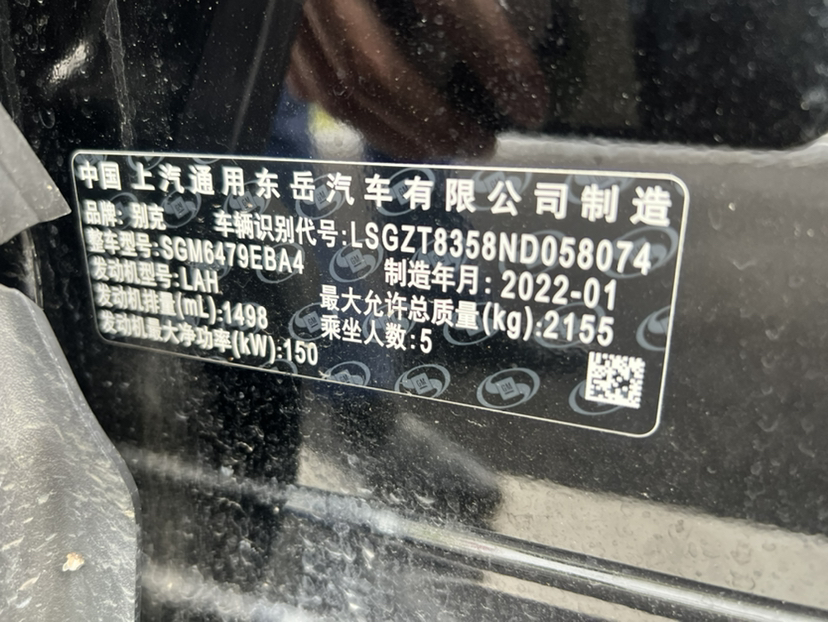 中国上汽通用东岳汽车有限公司制造
品牌: 别克 车辆识别代号:LSGZT8358ND058074
整车型号:SGM6479EBA4 制造年月: 2022-01
发动机型号:LAH 最大允许总质量(kg):2155
发动机排量(mL):1498 乘坐人数:5
发动机最大净功率(kW):150